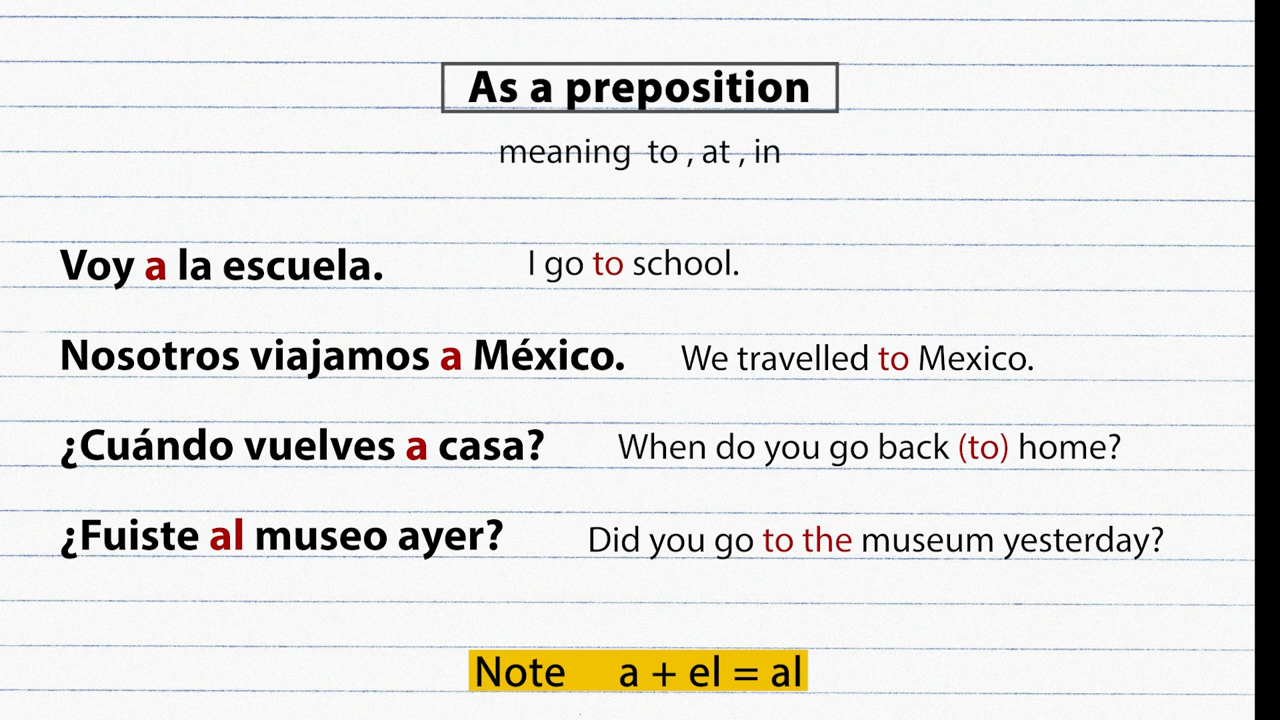 As a preposition
meaning to , at , in
Voy a la escuela. I go to school.
Nosotros viajamos a México. We travelled to Mexico.
¿Cuándo vuelves a casa? When do you go back (to) home?
¿Fuiste al museo ayer? Did you go to the museum yesterday?
Note a + el = al